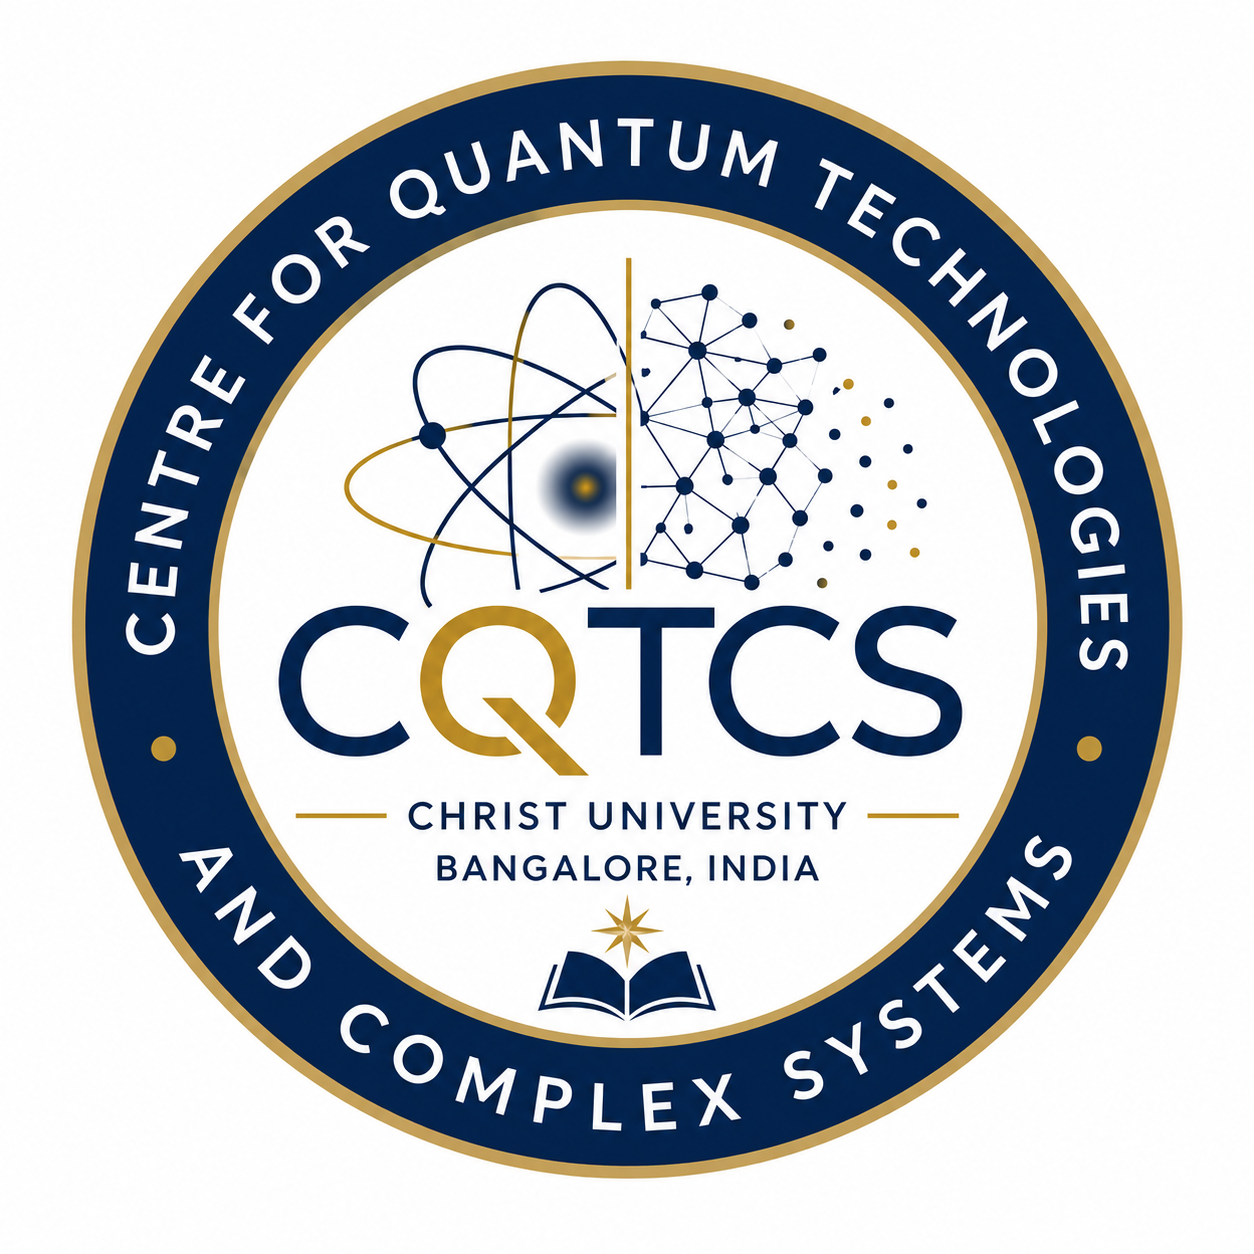 CENTRE FOR QUANTUM TECHNOLOGIES
CQTCS
CHRIST UNIVERSITY
BANGALORE, INDIA
AND COMPLEX SYSTEMS